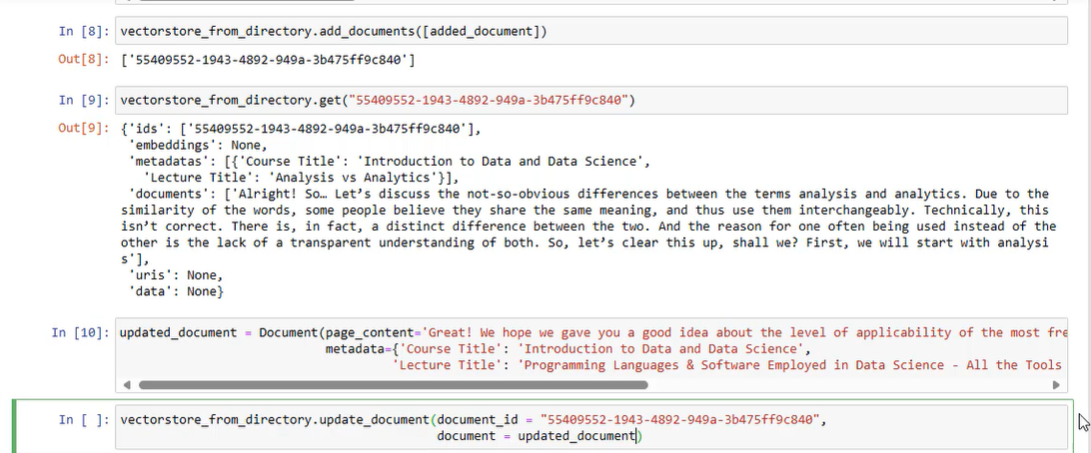 In [8]: vectorstore_from_directory.add_documents([added_document])
Out[8]: ['55409552-1943-4892-949a-3b475ff9c840']
In [9]: vectorstore_from_directory.get("55409552-1943-4892-949a-3b475ff9c840")
Out[9]: {'ids': ['55409552-1943-4892-949a-3b475ff9c840'],
'embeddings': None,
'metadatas': [{'Course Title': 'Introduction to Data and Data Science',
'Lecture Title': 'Analysis vs Analytics'}],
'documents': ['Alright! So… Let’s discuss the not-so-obvious differences between the terms analysis and analytics. Due to the
similarity of the words, some people believe they share the same meaning, and thus use them interchangeably. Technically, this
isn’t correct. There is, in fact, a distinct difference between the two. And the reason for one often being used instead of the
other is the lack of a transparent understanding of both. So, let’s clear this up, shall we? First, we will start with analysi
s'],
'uris': None,
'data': None}
In [10]: updated_document = Document(page_content='Great! We hope we gave you a good idea about the level of applicability of the most fre
metadata={'Course Title': 'Introduction to Data and Data Science',
'Lecture Title': 'Programming Languages & Software Employed in Data Science - All the Tools
In [ ]: vectorstore_from_directory.update_document(document_id = "55409552-1943-4892-949a-3b475ff9c840",
document = updated_document)